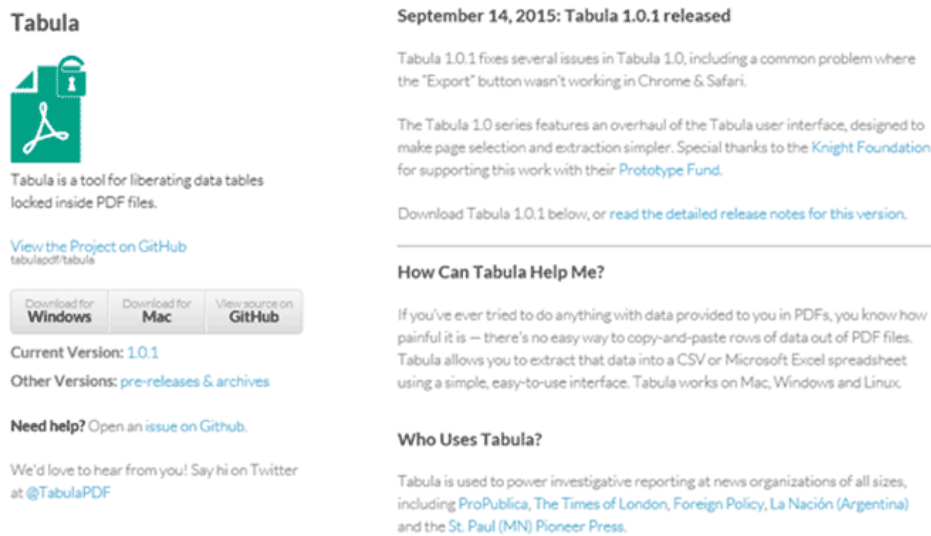 Tabula
Tabula is a tool for liberating data tables
locked inside PDF files.
View the Project on GitHub
tabulapdf/tabula
Download for
Windows
Download for
Mac
View source on
GitHub
Current Version: 1.0.1
Other Versions: pre-releases & archives
Need help? Open an issue on Github.
We'd love to hear from you! Say hi on Twitter
at @TabulaPDF
September 14, 2015: Tabula 1.0.1 released
Tabula 1.0.1 fixes several issues in Tabula 1.0, including a common problem where
the "Export" button wasn't working in Chrome & Safari.
The Tabula 1.0 series features an overhaul of the Tabula user interface, designed to
make page selection and extraction simpler. Special thanks to the Knight Foundation
for supporting this work with their Prototype Fund.
Download Tabula 1.0.1 below, or read the detailed release notes for this version.
How Can Tabula Help Me?
If you've ever tried to do anything with data provided to you in PDFs, you know how
painful it is — there's no easy way to copy-and-paste rows of data out of PDF files.
Tabula allows you to extract that data into a CSV or Microsoft Excel spreadsheet
using a simple, easy-to-use interface. Tabula works on Mac, Windows and Linux.
Who Uses Tabula?
Tabula is used to power investigative reporting at news organizations of all sizes,
including ProPublica, The Times of London, Foreign Policy, La Nación (Argentina)
and the St. Paul (MN) Pioneer Press.